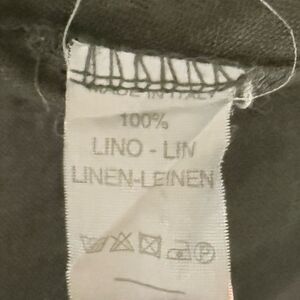 MADE IN ITALY
100%
LINO - LIN
LINEN-LEINEN